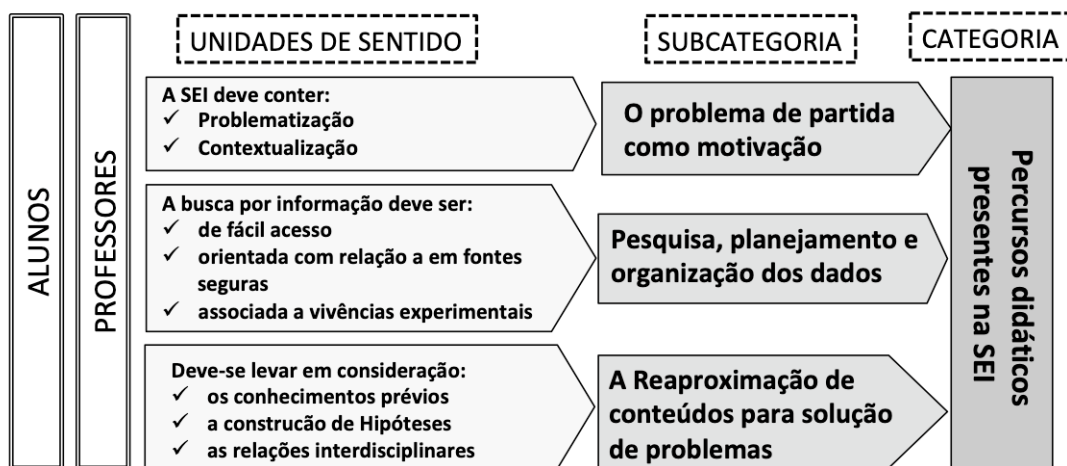 UNIDADES DE SENTIDO
SUBCATEGORIA
CATEGORIA
ALUNOS
PROFESSORES
A SEI deve conter:
✓ Problematização
✓ Contextualização
O problema de partida
como motivação
A busca por informação deve ser:
✓ de fácil acesso
✓ orientada com relação a em fontes
seguras
✓ associada a vivências experimentais
Pesquisa, planejamento e
organização dos dados
Deve-se levar em consideração:
✓ os conhecimentos prévios
✓ a construcão de Hipóteses
✓ as relações interdisciplinares
A Reaproximação de
conteúdos para solução
de problemas
Percursos didáticos
presentes na SEI